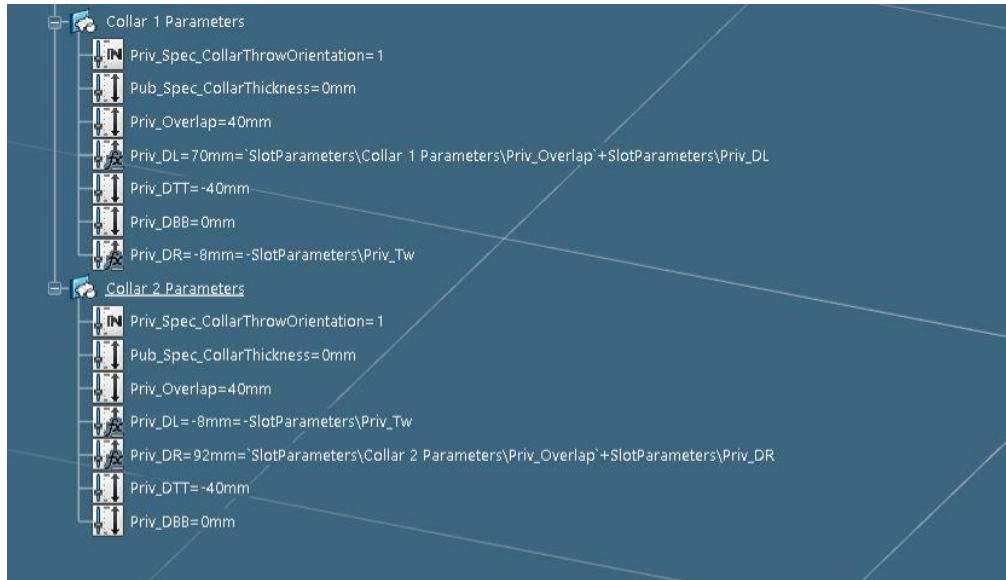 Collar 1 Parameters
IN Priv_Spec_CollarThrowOrientation=1
Pub_Spec_CollarThickness=0mm
Priv_Overlap=40mm
Priv_DL=70mm=`SlotParameters\Collar 1 Parameters\Priv_Overlap`+SlotParameters\Priv_DL
Priv_DTT=-40mm
Priv_DBB=0mm
Priv_DR=-8mm=-SlotParameters\Priv_Tw
Collar 2 Parameters
IN Priv_Spec_CollarThrowOrientation=1
Pub_Spec_CollarThickness=0mm
Priv_Overlap=40mm
Priv_DL=-8mm=-SlotParameters\Priv_Tw
Priv_DR=92mm=`SlotParameters\Collar 2 Parameters\Priv_Overlap`+SlotParameters\Priv_DR
Priv_DTT=-40mm
Priv_DBB=0mm